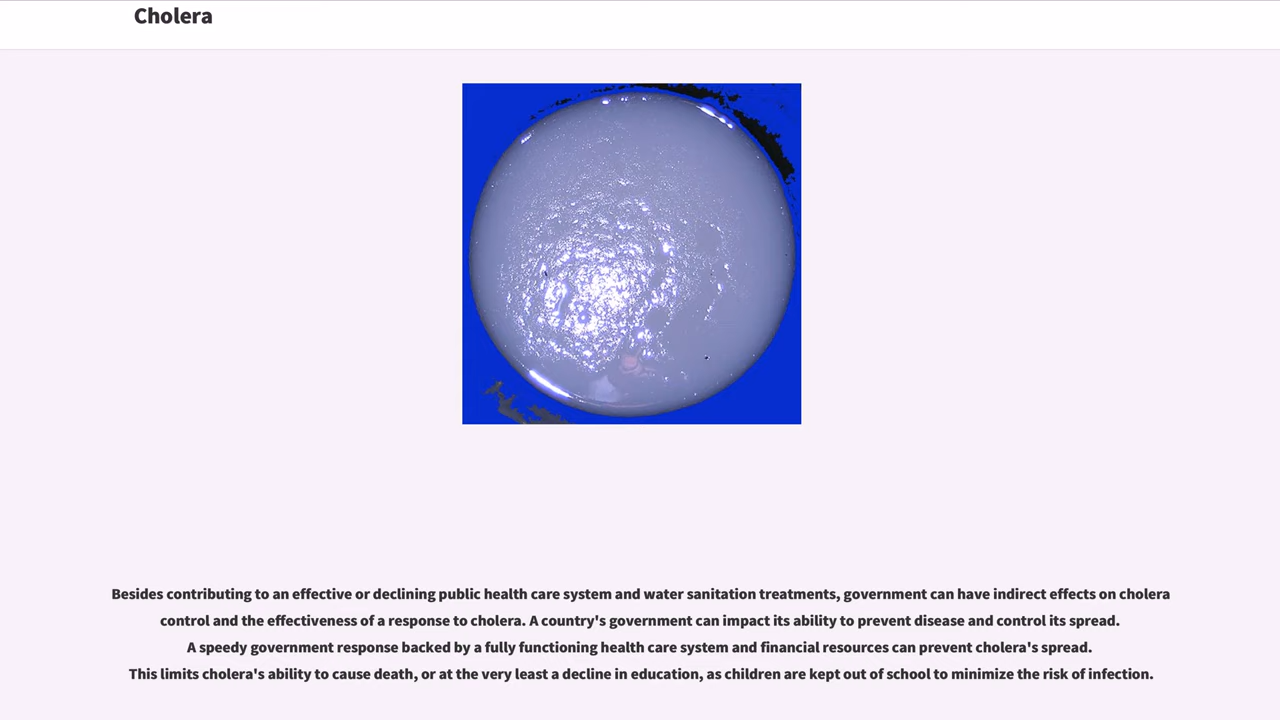 Cholera
Besides contributing to an effective or declining public health care system and water sanitation treatments, government can have indirect effects on cholera
control and the effectiveness of a response to cholera. A country's government can impact its ability to prevent disease and control its spread.
A speedy government response backed by a fully functioning health care system and financial resources can prevent cholera's spread.
This limits cholera's ability to cause death, or at the very least a decline in education, as children are kept out of school to minimize the risk of infection.